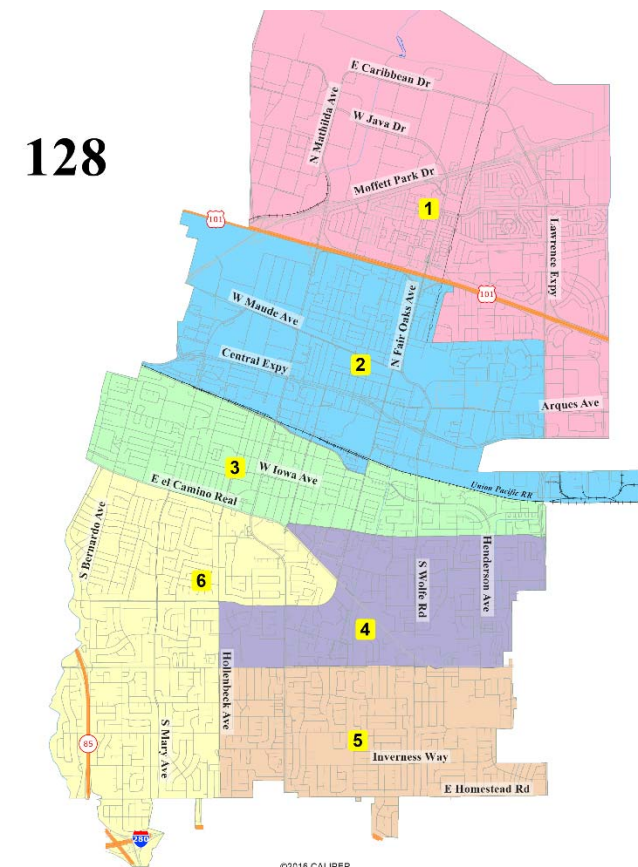 128
E Caribbean Dr
N Mathilda Ave
W Java Dr
Moffett Park Dr
1
101
Lawrence Expy
101
W Maude Ave
N Fair Oaks Ave
2
Central Expy
Arques Ave
3
W Iowa Ave
E el Camino Real
Union Pacific RR
S Bernardo Ave
6
S Wolfe Rd
Henderson Ave
4
Hollenbeck Ave
S Mary Ave
85
5
Inverness Way
E Homestead Rd
280
©2016 CALIPER